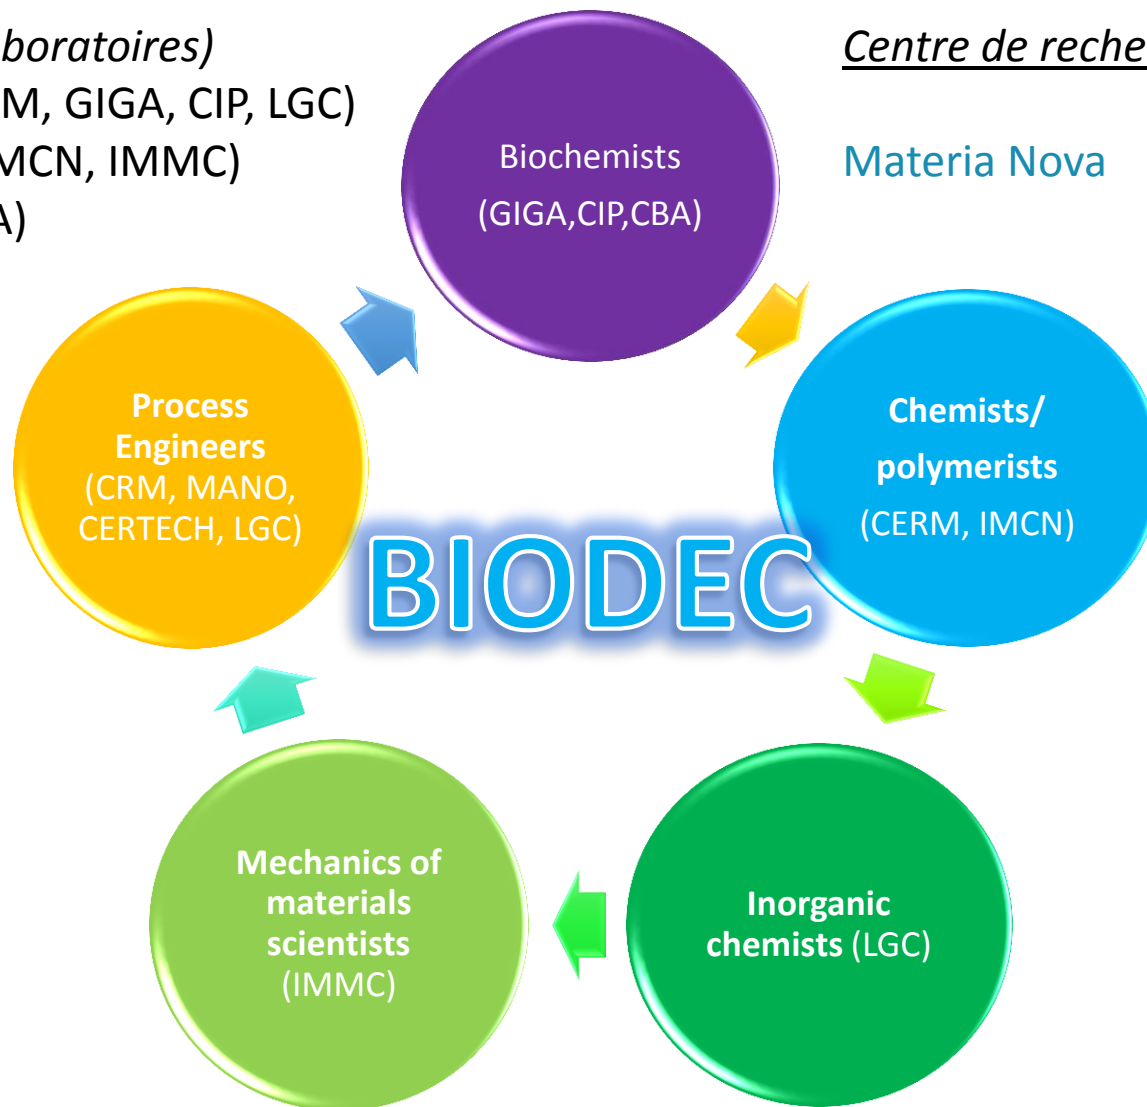 boratoires)
M, GIGA, CIP, LGC)
MCN, IMMC)
A)
Centre de reche
Materia Nova
Biochemists
(GIGA,CIP,CBA)
Process
Engineers
(CRM, MANO,
CERTECH, LGC)
Chemists/
polymerists
(CERM, IMCN)
BIODEC
Mechanics of
materials
scientists
(IMMC)
Inorganic
chemists (LGC)